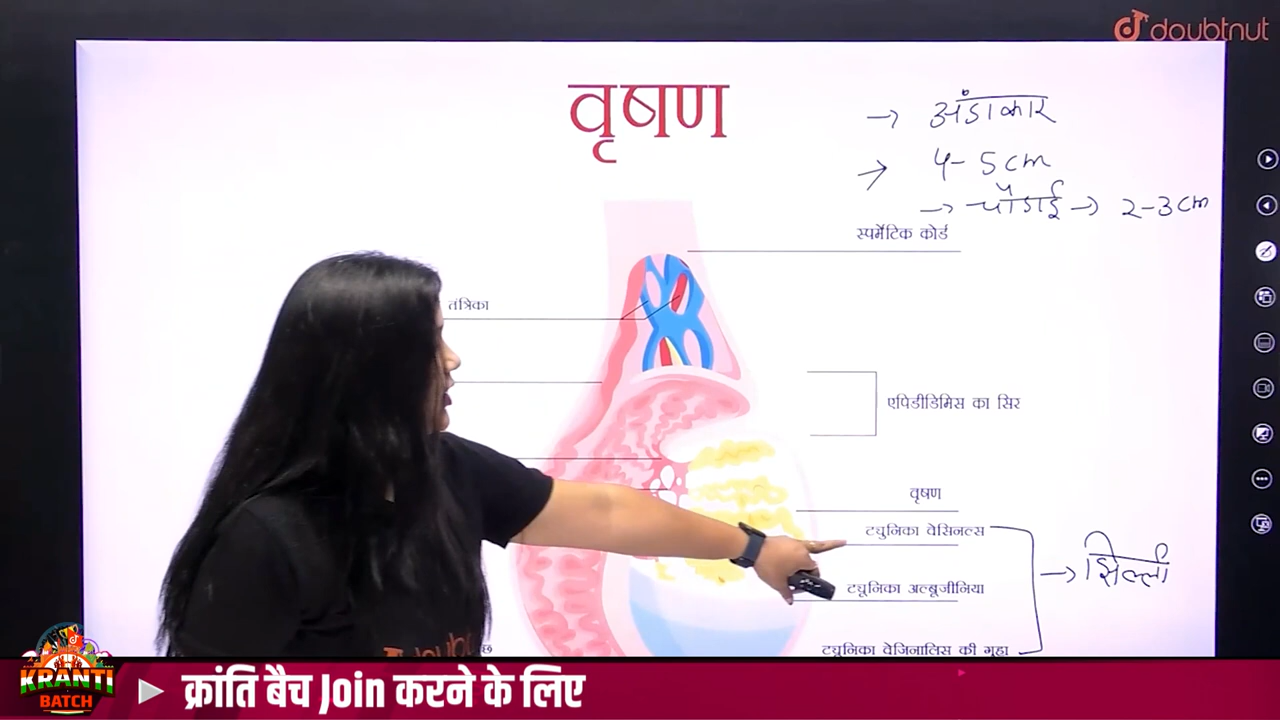 doubtnut
वृषण
→ अंडाकार
→ 4-5cm
→ चौडाई → 2-3cm
स्पर्मेटिक कोर्ड
तंत्रिका
एपिडीडिमिस का सिर
वृषण
ट्युनिका वेसिनल्स
→ झिल्ली
ट्यूनिका अल्बूजीनिया
ट्यूनिका वेजिनालिस की गुहा
KRANTI
BATCH
क्रांति बैच Join करने के लिए